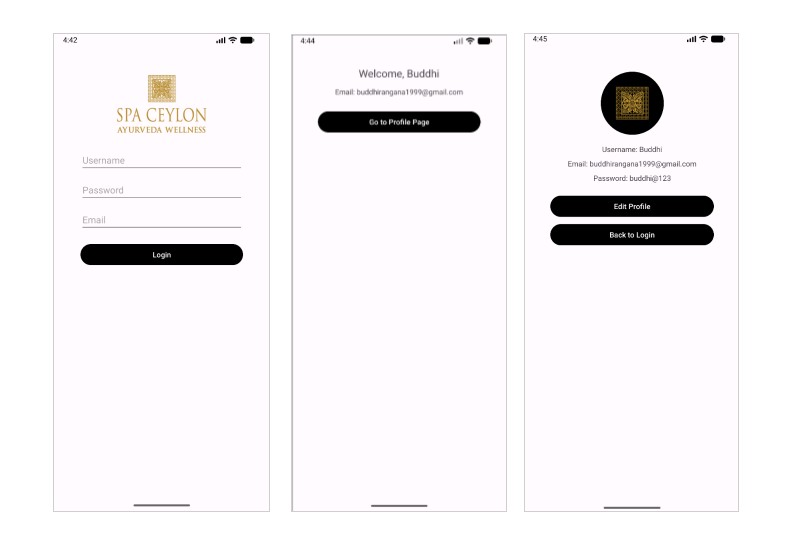 4:42
SPA CEYLON
AYURVEDA WELLNESS
Username
Password
Email
Login
4:44
Welcome, Buddhi
Email: buddhirangana1999@gmail.com
Go to Profile Page
4:45
Username: Buddhi
Email: buddhirangana1999@gmail.com
Password: buddhi@123
Edit Profile
Back to Login